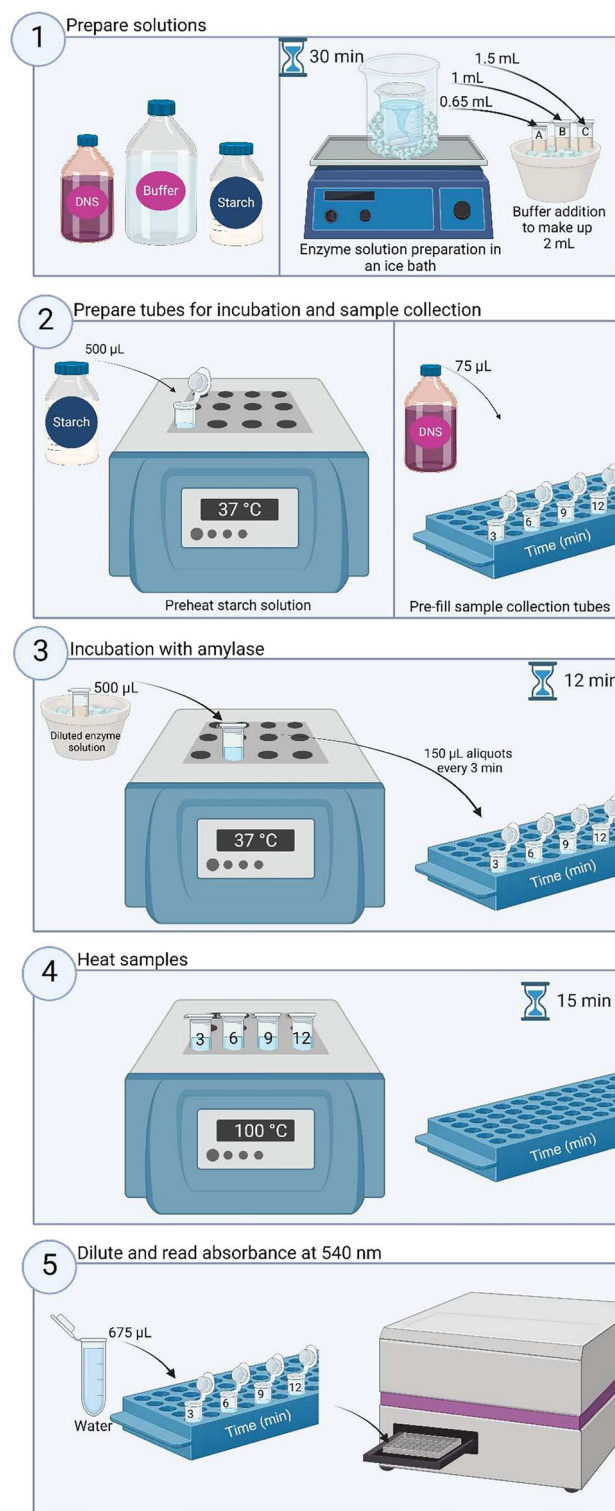 1
Prepare solutions
DNS
Buffer
Starch
30 min
1.5 mL
1 mL
0.65 mL
A
B
C
Enzyme solution preparation in
an ice bath
Buffer addition
to make up
2 mL
2
Prepare tubes for incubation and sample collection
500 µL
Starch
37 °C
Preheat starch solution
75 µL
DNS
3
6
9
12
Time (min)
Pre-fill sample collection tubes
3
Incubation with amylase
500 µL
Diluted enzyme
solution
37 °C
12 min
150 µL aliquots
every 3 min
3
6
9
12
Time (min)
4
Heat samples
3
6
9
12
100 °C
15 min
Time (min)
5
Dilute and read absorbance at 540 nm
675 µL
Water
3
6
9
12
Time (min)